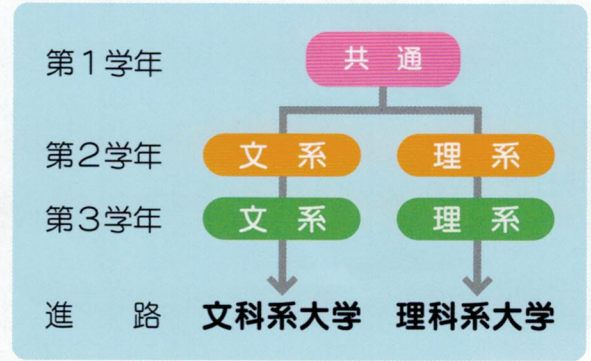 第1学年 共通
第2学年 文系 理系
第3学年 文系 理系
進路 文科系大学 理科系大学